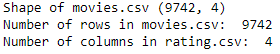 Shape of movies.csv (9742, 4)
Number of rows in movies.csv:  9742
Number of columns in rating.csv:  4